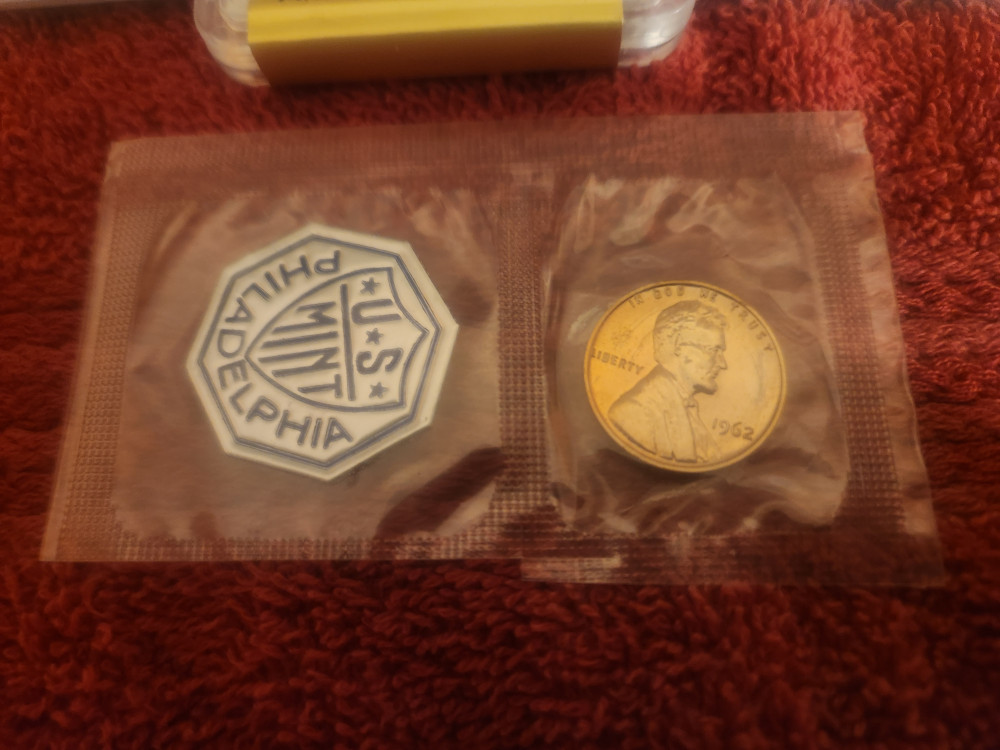 PHILADELPHIA
U S
MINT
IN GOD WE TRUST
LIBERTY
1962